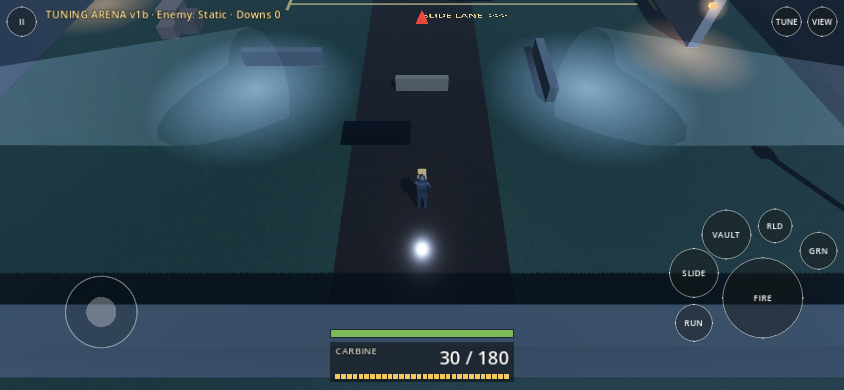 II
TUNING ARENA v1b · Enemy: Static · Downs 0
SLIDE LANE
TUNE
VIEW
VAULT
RLD
GRN
SLIDE
FIRE
RUN
CARBINE
30 / 180